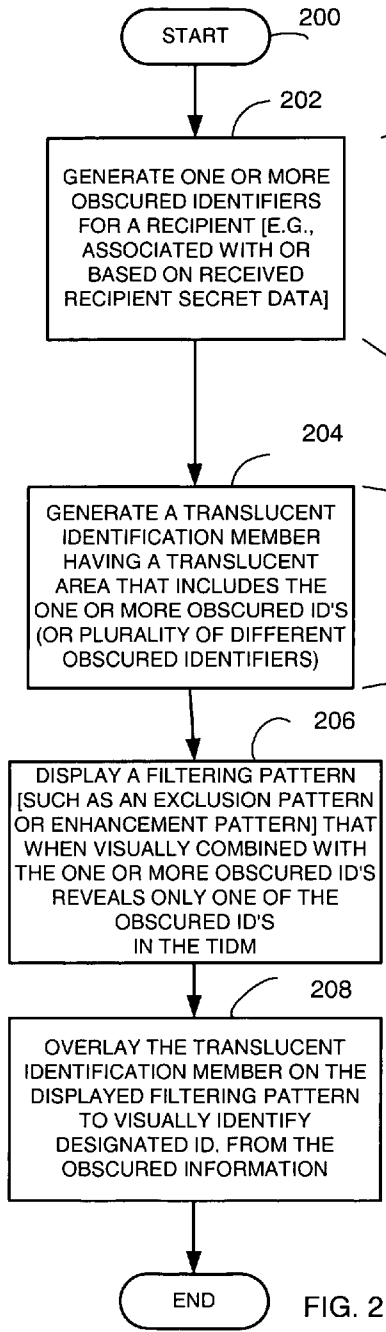 START
200
202
GENERATE ONE OR MORE
OBSCURED IDENTIFIERS
FOR A RECIPIENT [E.G.,
ASSOCIATED WITH OR
BASED ON RECEIVED
RECIPIENT SECRET DATA]
204
GENERATE A TRANSLUCENT
IDENTIFICATION MEMBER
HAVING A TRANSLUCENT
AREA THAT INCLUDES THE
ONE OR MORE OBSCURED ID'S
(OR PLURALITY OF DIFFERENT
OBSCURED IDENTIFIERS)
206
DISPLAY A FILTERING PATTERN
[SUCH AS AN EXCLUSION PATTERN
OR ENHANCEMENT PATTERN] THAT
WHEN VISUALLY COMBINED WITH
THE ONE OR MORE OBSCURED ID'S
REVEALS ONLY ONE OF THE
OBSCURED ID'S
IN THE TIDM
208
OVERLAY THE TRANSLUCENT
IDENTIFICATION MEMBER ON THE
DISPLAYED FILTERING PATTERN
TO VISUALLY IDENTIFY
DESIGNATED ID. FROM THE
OBSCURED INFORMATION
END
FIG. 2